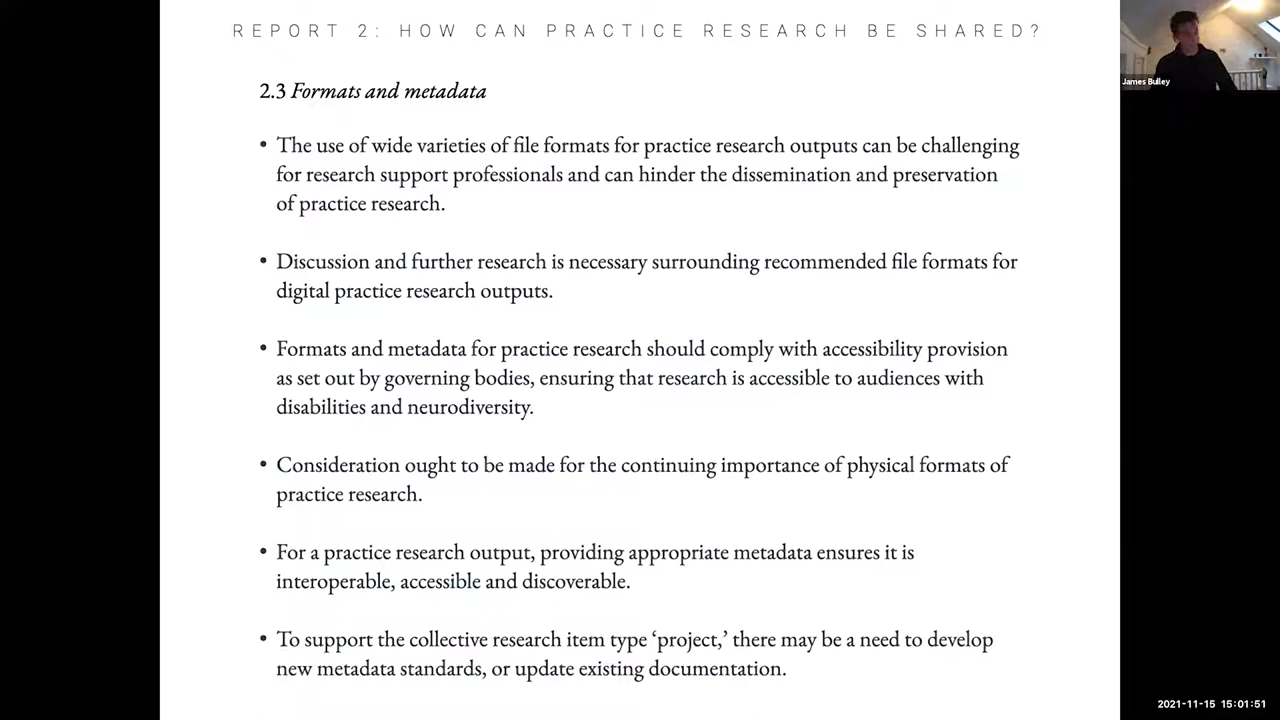 REPORT 2: HOW CAN PRACTICE RESEARCH BE SHARED?
James Bulley
2.3 Formats and metadata
• The use of wide varieties of file formats for practice research outputs can be challenging
for research support professionals and can hinder the dissemination and preservation
of practice research.
• Discussion and further research is necessary surrounding recommended file formats for
digital practice research outputs.
• Formats and metadata for practice research should comply with accessibility provision
as set out by governing bodies, ensuring that research is accessible to audiences with
disabilities and neurodiversity.
• Consideration ought to be made for the continuing importance of physical formats of
practice research.
• For a practice research output, providing appropriate metadata ensures it is
interoperable, accessible and discoverable.
• To support the collective research item type ‘project,’ there may be a need to develop
new metadata standards, or update existing documentation.
2021-11-15 15:01:51